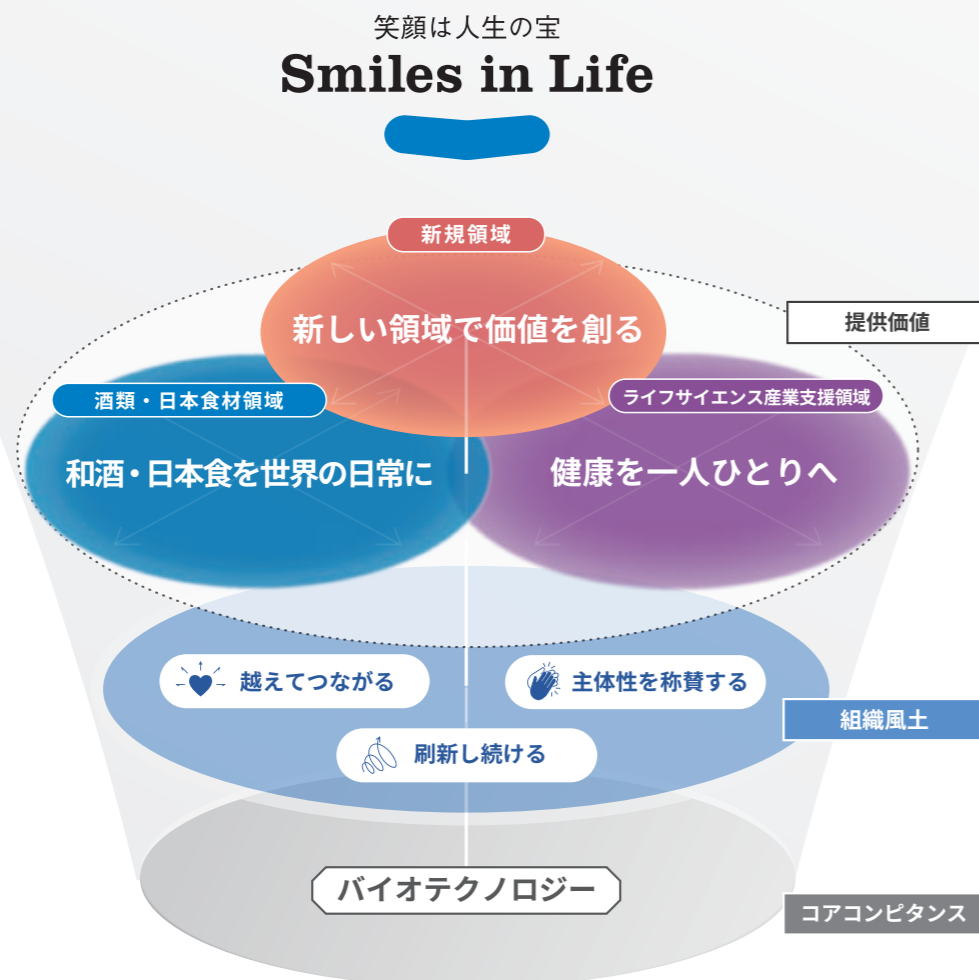 笑顔は人生の宝
Smiles in Life
新規領域
新しい領域で価値を創る
提供価値
酒類・日本食材領域
ライフサイエンス産業支援領域
和酒・日本食を世界の日常に
健康を一人ひとりへ
越えてつながる
主体性を称賛する
組織風土
刷新し続ける
バイオテクノロジー
コアコンピタンス